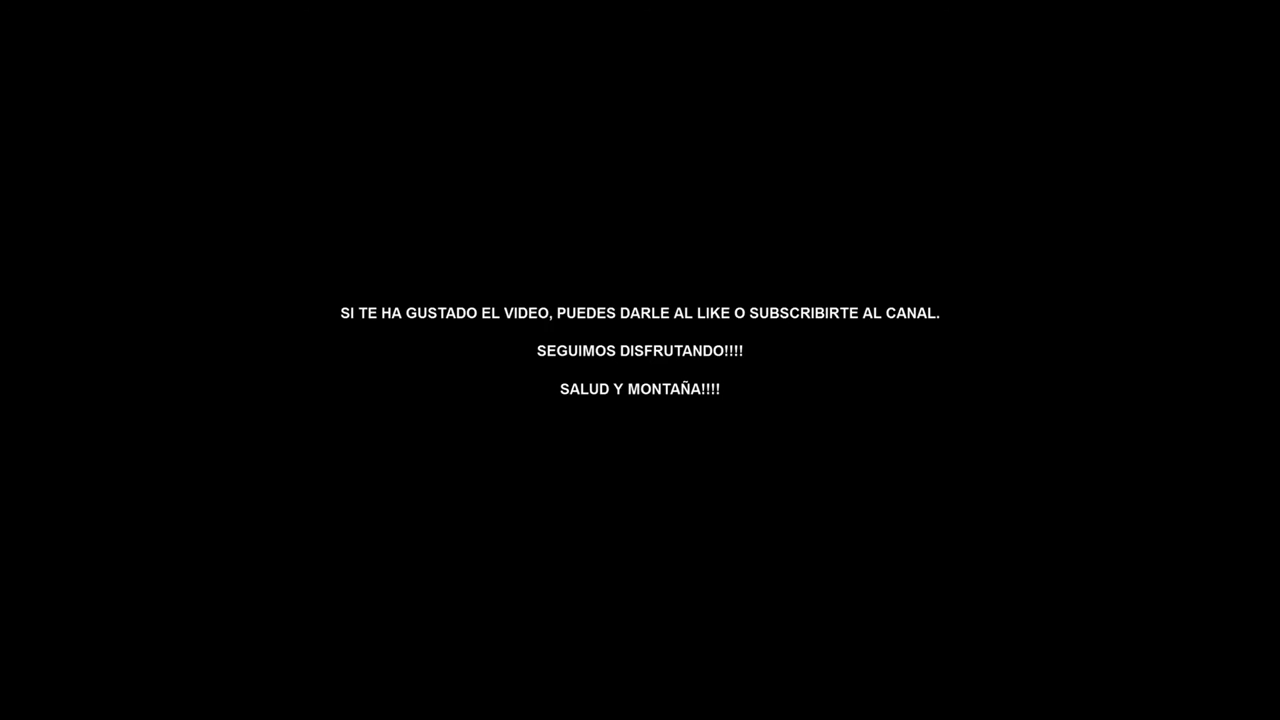 SI TE HA GUSTADO EL VIDEO, PUEDES DARLE AL LIKE O SUBSCRIBIRTE AL CANAL.
SEGUIMOS DISFRUTANDO!!!!
SALUD Y MONTAÑA!!!!